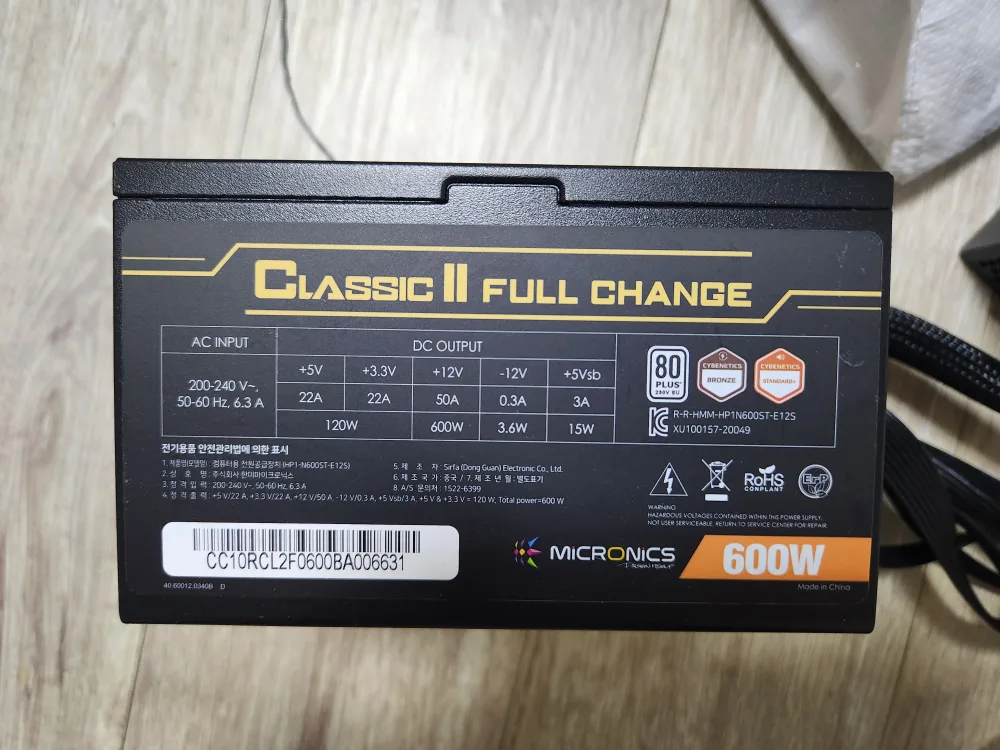 CLASSIC II FULL CHANGE
AC INPUT
DC OUTPUT
+5V +3.3V +12V -12V +5Vsb
200-240 V~,
50-60 Hz, 6.3 A
22A 22A 50A 0.3A 3A
120W 600W 3.6W 15W
80
PLUS
230V EU
CYBENETICS
BRONZE
CYBENETICS
STANDARD+
R-R-HMM-HP1N600ST-E12S
XU100157-20049
전기용품 안전관리법에 의한 표시
1. 제품명(모델명) : 컴퓨터용 전원공급장치 (HP1-N600ST-E12S)
2. 상 호 명 : 주식회사 한미마이크로닉스
3. 정 격 입 력 : 200-240 V~, 50-60 Hz, 6.3 A
4. 정 격 출 력 : +5 V/22 A, +3.3 V/22 A, +12 V/50 A, -12 V/0.3 A, +5 Vsb/3 A, +5 V & +3.3 V = 120 W, Total power=600 W
5. 제 조 자 : Sirfa (Dong Guan) Electronic Co., Ltd.
6. 제 조 국 가 : 중국 / 7. 제 조 년 월 : 별도표기
8. A/S 문의처 : 1522-6399
RoHS
COMPLIANT
ErP
WARNING
HAZARDOUS VOLTAGES CONTAINED WITHIN THIS POWER SUPPLY.
NOT USER SERVICEABLE. RETURN TO SERVICE CENTER FOR REPAIR.
CC10RCL2F0600BA006631
MiCRONiCS
600W
40.60012.0340B D
Made in China